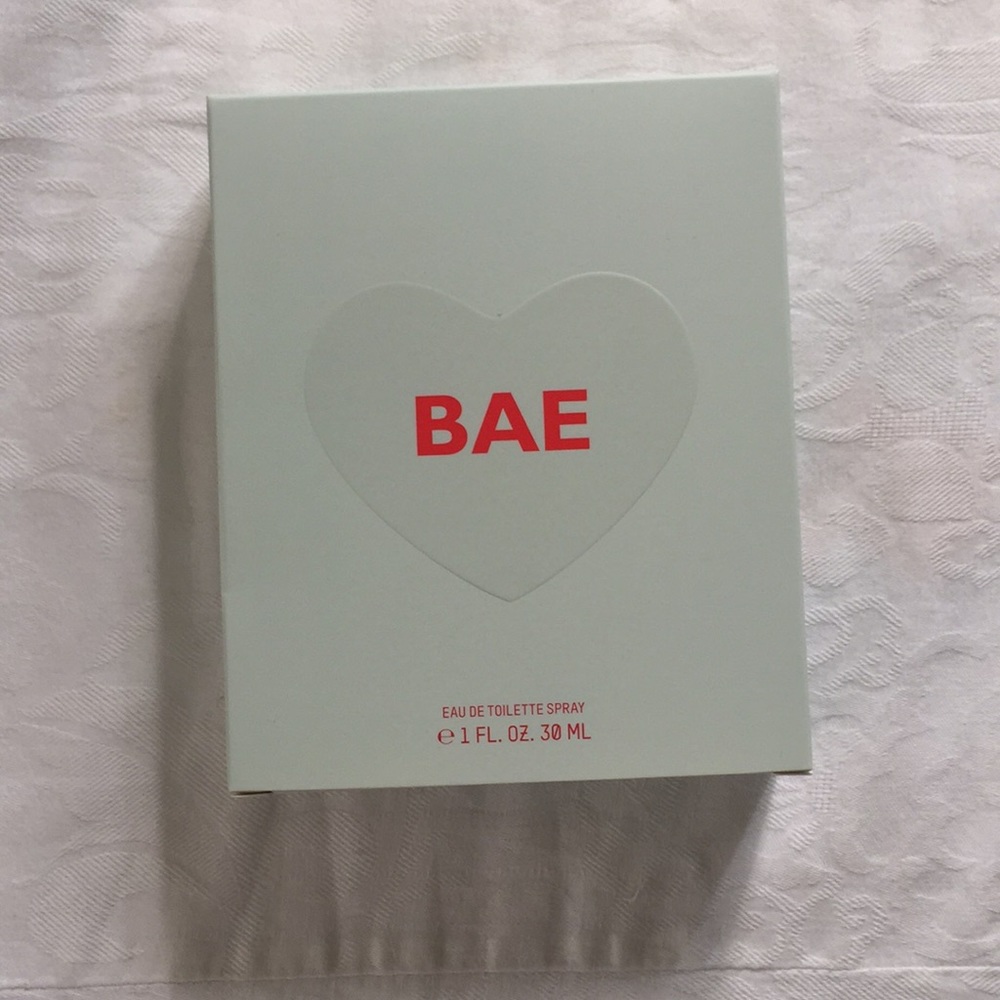 BAE
EAU DE TOILETTE SPRAY
℮ 1 FL. OZ. 30 ML